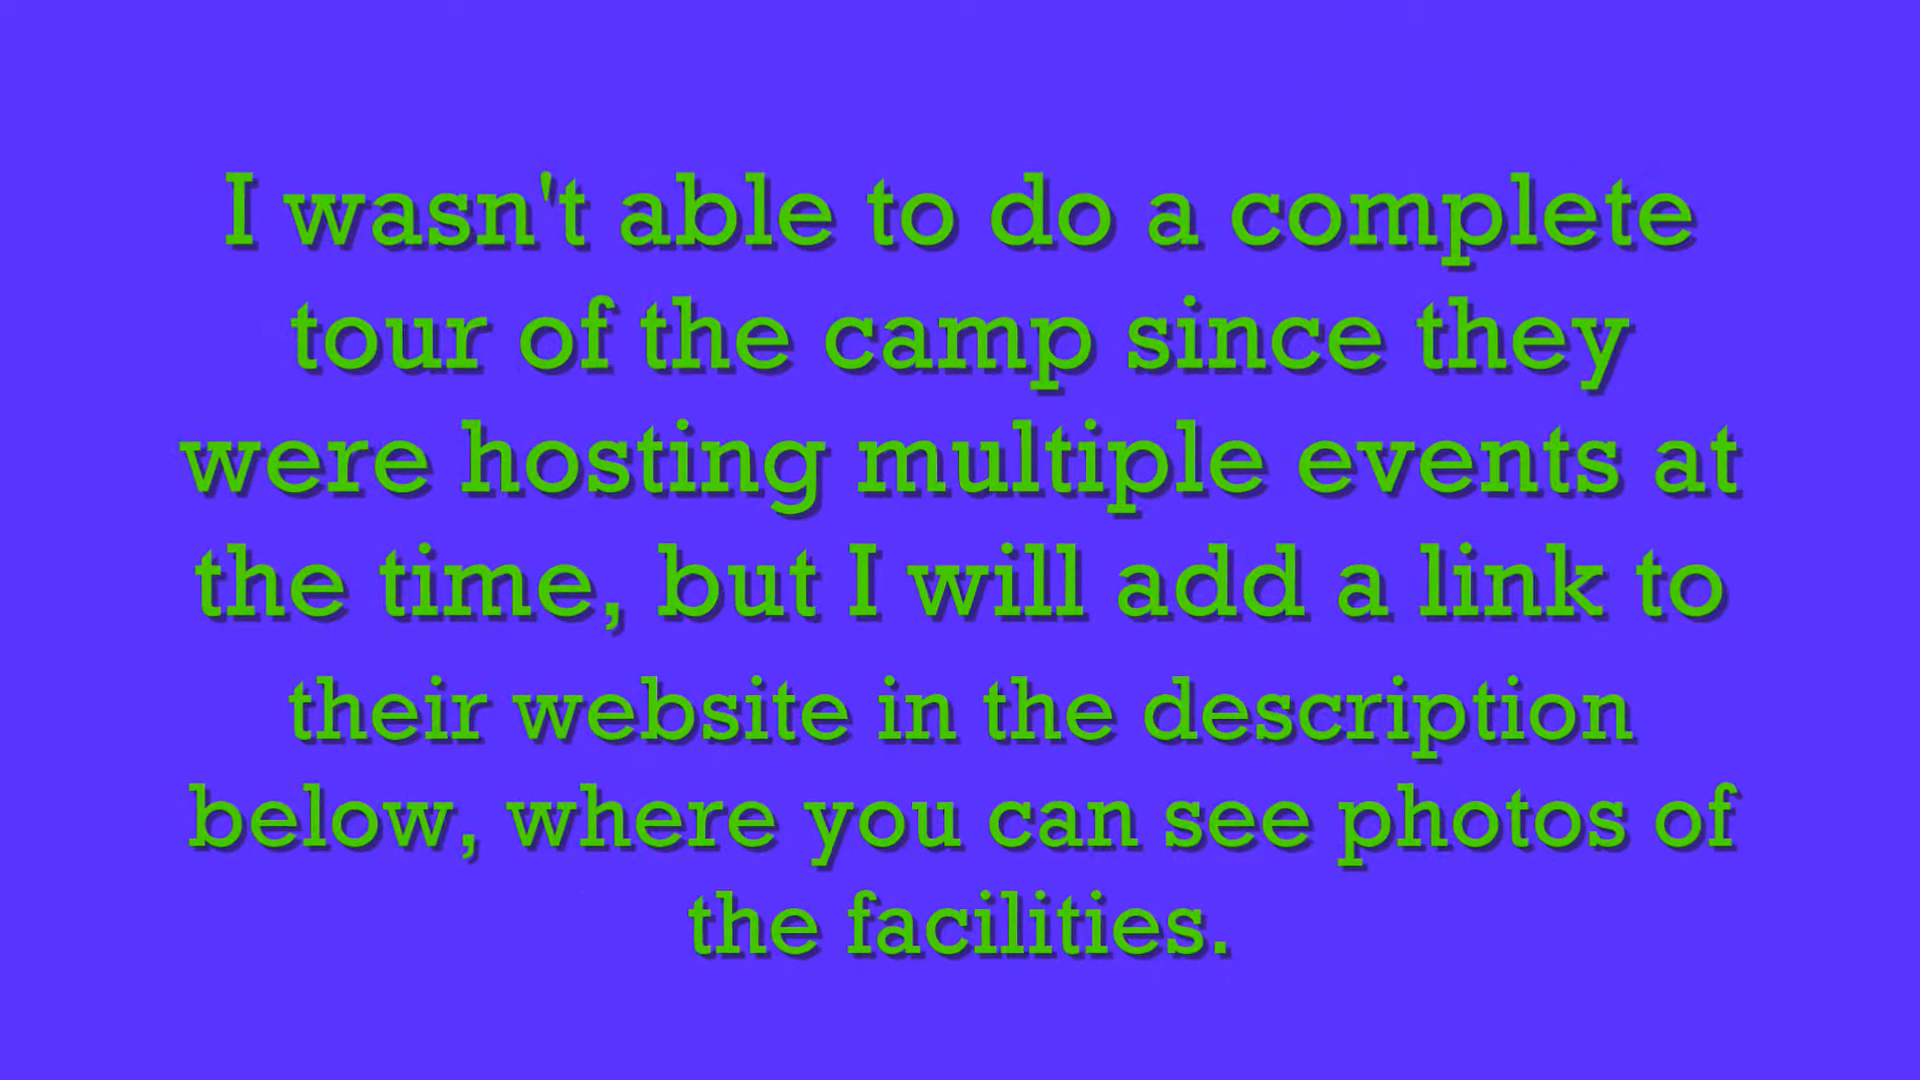 I wasn't able to do a complete
tour of the camp since they
were hosting multiple events at
the time, but I will add a link to
their website in the description
below, where you can see photos of
the facilities.